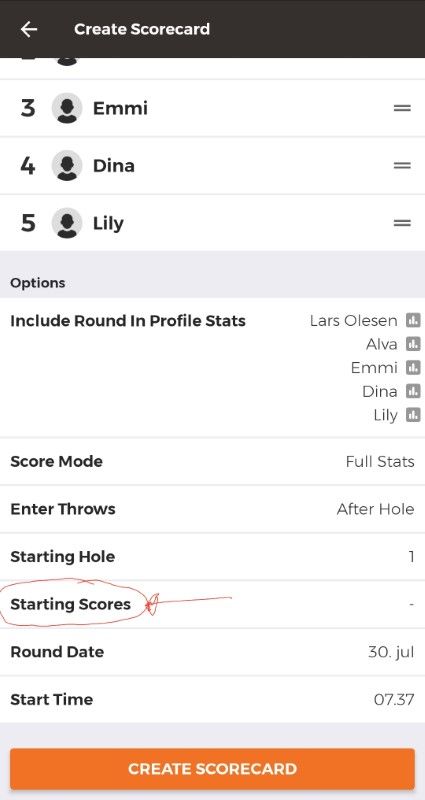 Create Scorecard
3 Emmi
4 Dina
5 Lily
Options
Include Round In Profile Stats Lars Olesen
Alva
Emmi
Dina
Lily
Score Mode Full Stats
Enter Throws After Hole
Starting Hole 1
Starting Scores -
Round Date 30. jul
Start Time 07.37
CREATE SCORECARD